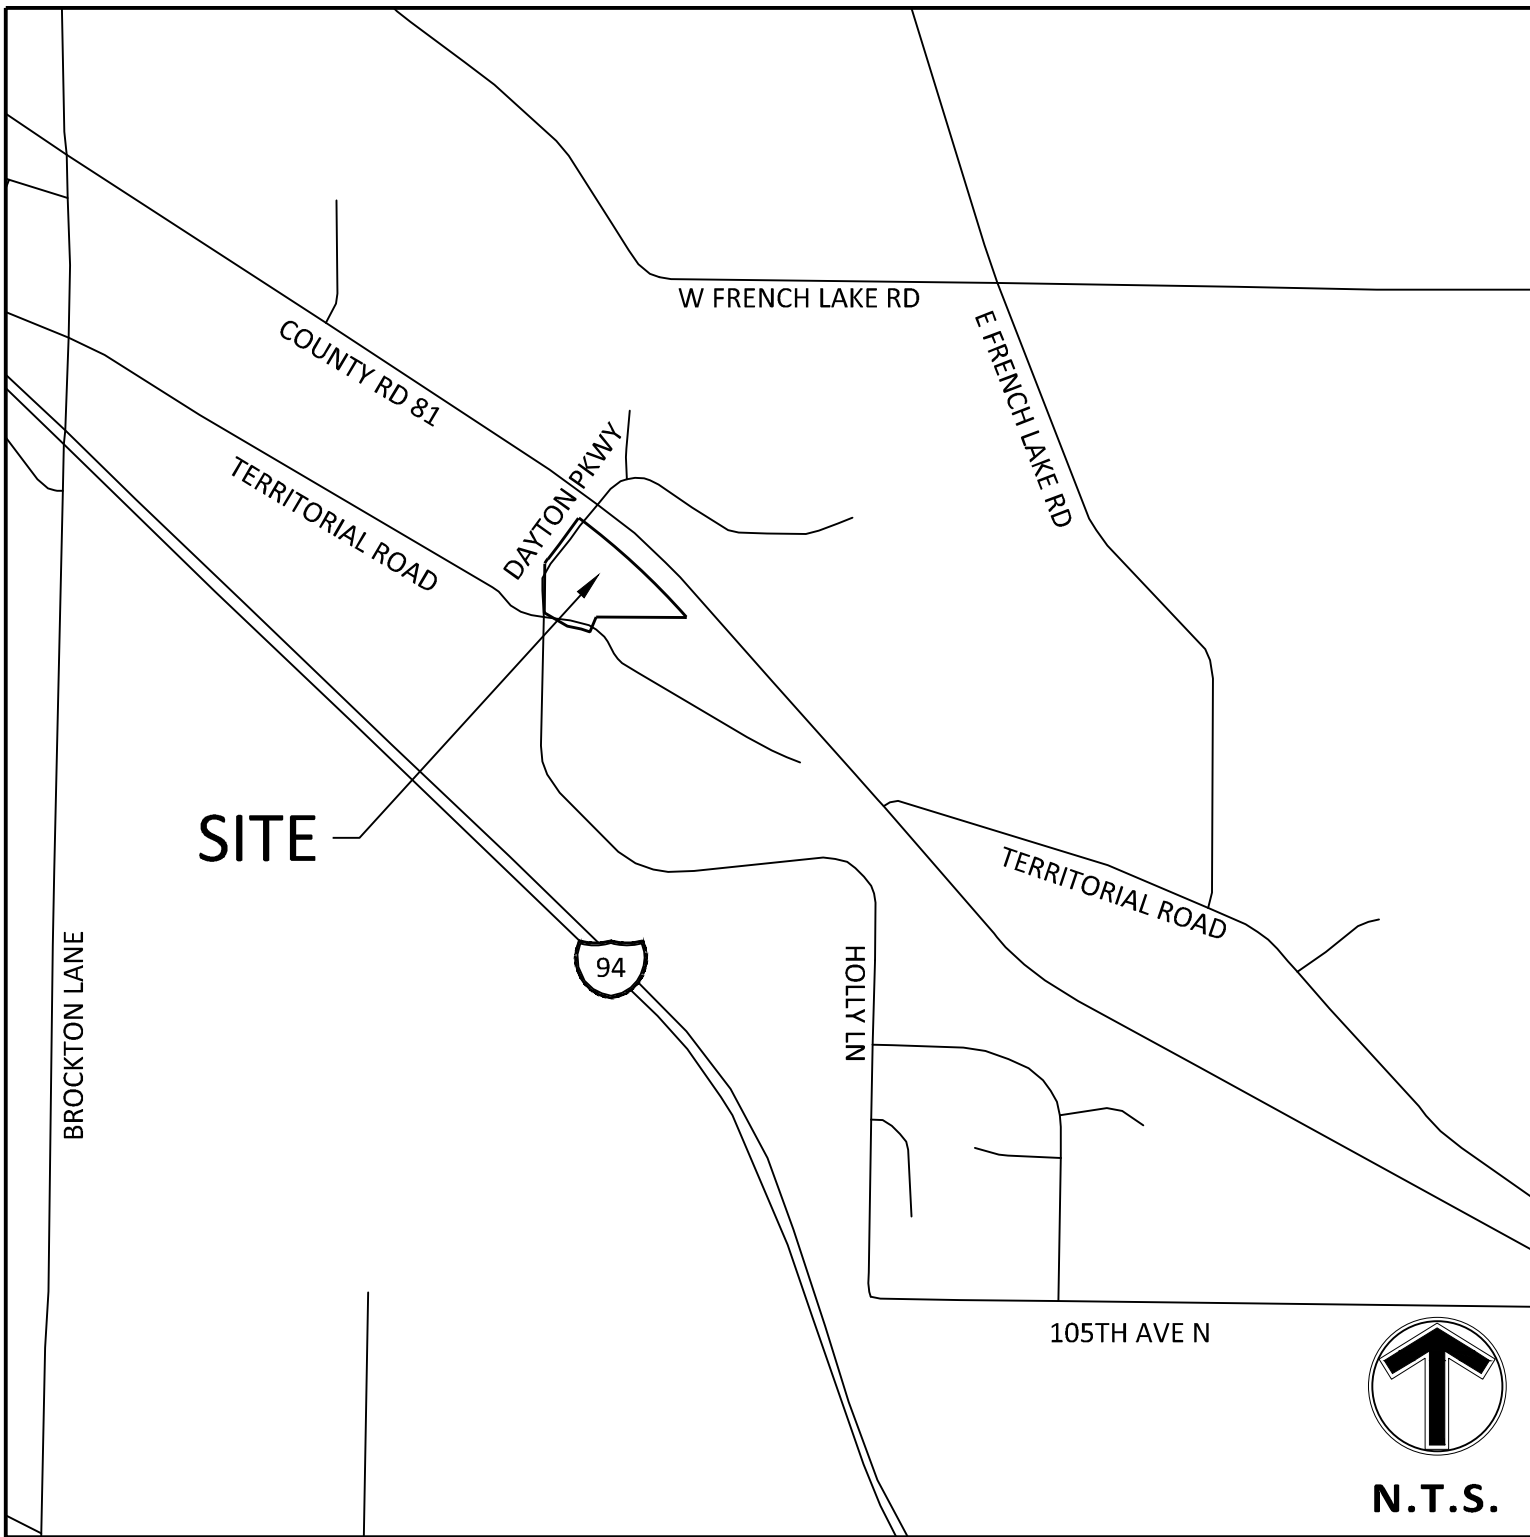 W FRENCH LAKE RD
E FRENCH LAKE RD
COUNTY RD 81
DAYTON PKWY
TERRITORIAL ROAD
SITE
TERRITORIAL ROAD
BROCKTON LANE
94
HOLLY LN
105TH AVE N
N.T.S.